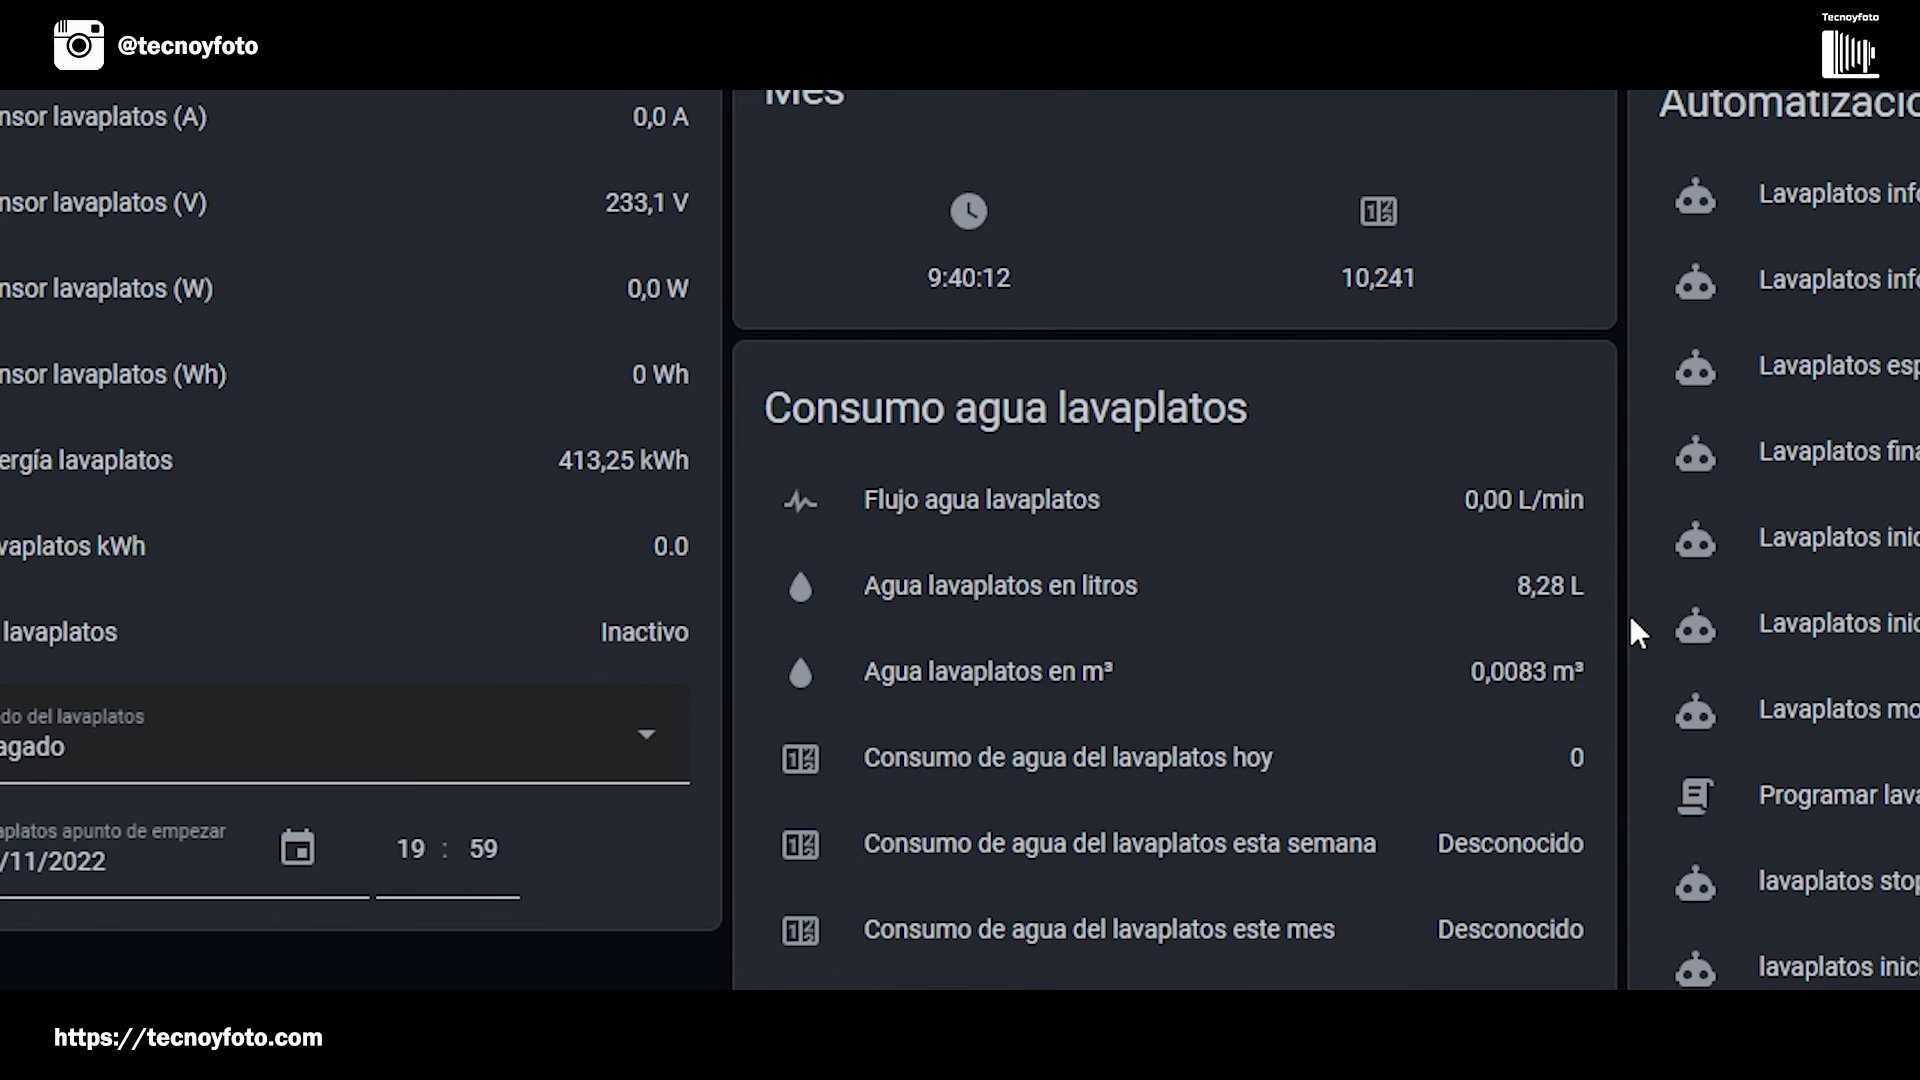 @tecnoyfoto
Tecnoyfoto
nsor lavaplatos (A) 0,0 A
nsor lavaplatos (V) 233,1 V
nsor lavaplatos (W) 0,0 W
nsor lavaplatos (Wh) 0 Wh
ergía lavaplatos 413,25 kWh
vaplatos kWh 0.0
lavaplatos Inactivo
do del lavaplatos
agado
aplatos apunto de empezar
/11/2022 19 : 59
Mes
9:40:12 10,241
Consumo agua lavaplatos
Flujo agua lavaplatos 0,00 L/min
Agua lavaplatos en litros 8,28 L
Agua lavaplatos en m³ 0,0083 m³
Consumo de agua del lavaplatos hoy 0
Consumo de agua del lavaplatos esta semana Desconocido
Consumo de agua del lavaplatos este mes Desconocido
Automatizacio
Lavaplatos info
Lavaplatos info
Lavaplatos esp
Lavaplatos fina
Lavaplatos inic
Lavaplatos inic
Lavaplatos mo
Programar lava
lavaplatos stop
lavaplatos inici
https://tecnoyfoto.com